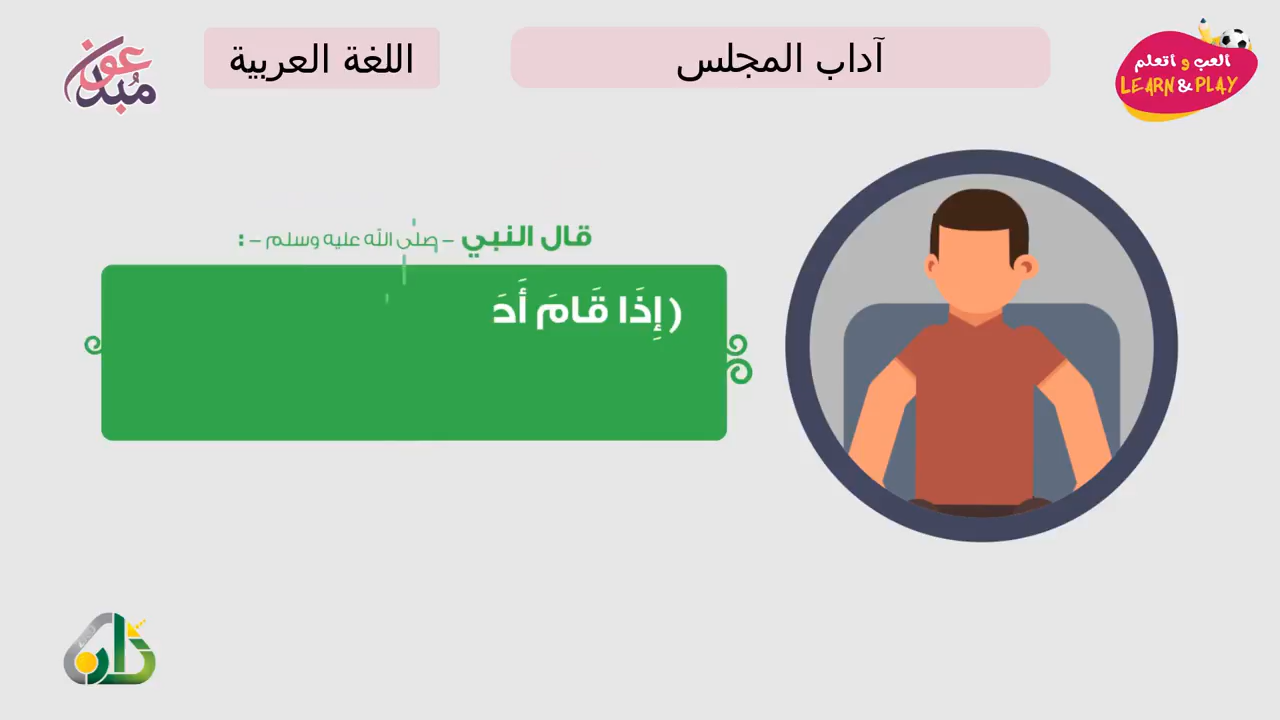 آداب المجلس
اللغة العربية
مبدعون
العب و اتعلم
LEARN & PLAY
قال النبي – صلى الله عليه وسلم – :
(إِذَا قَامَ أَدَ